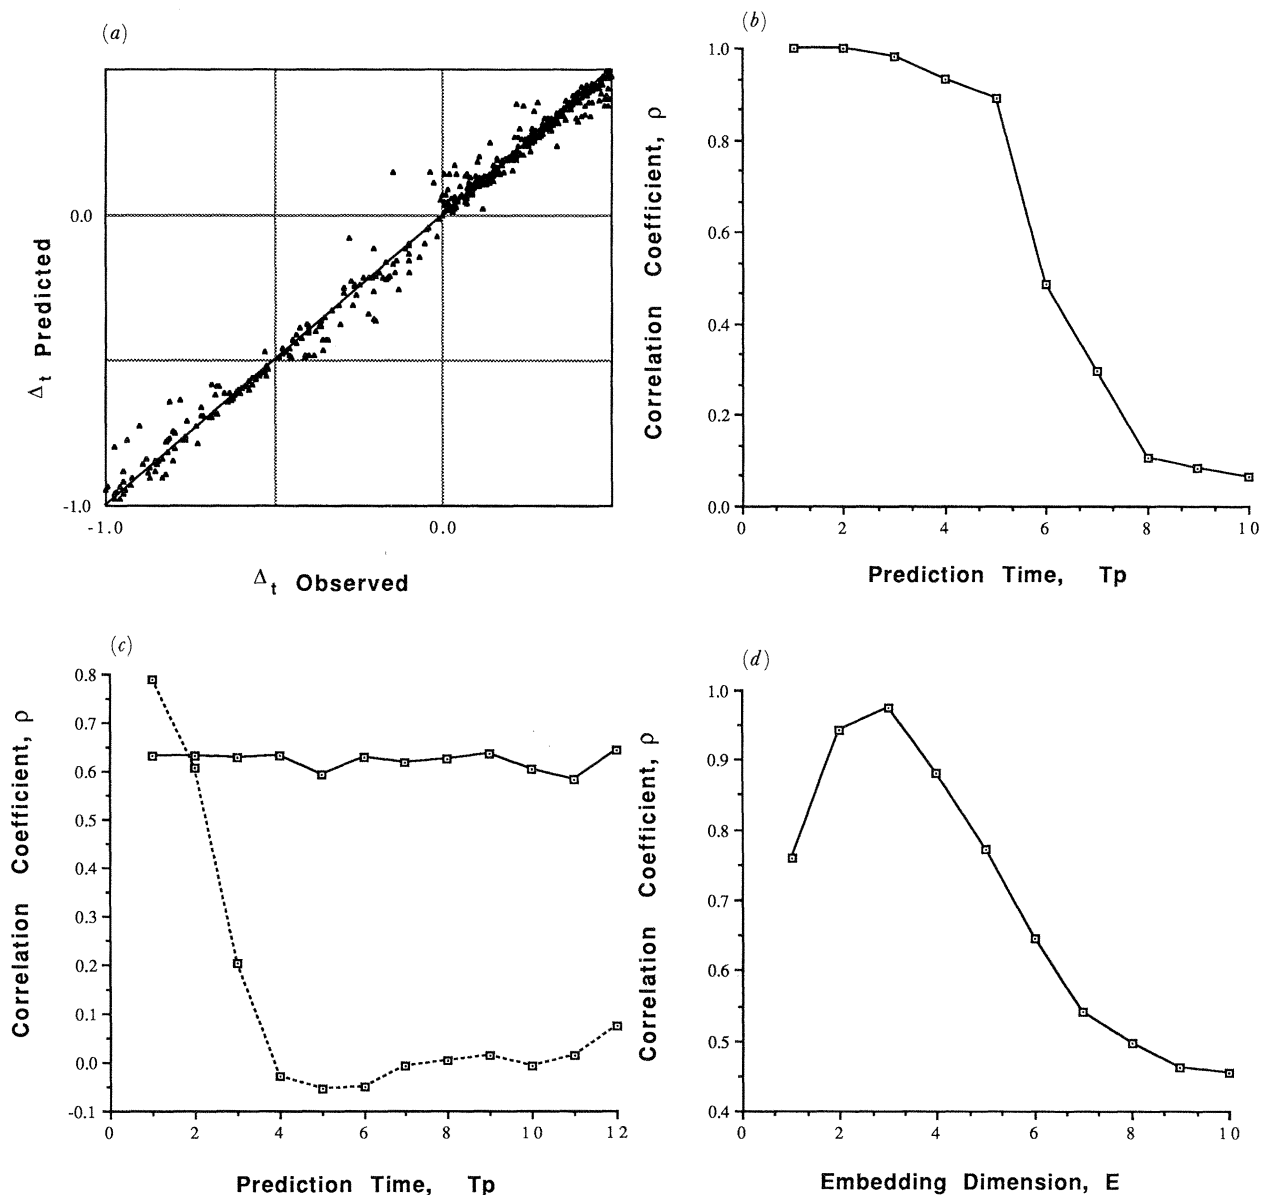 (a)
Δt Predicted
0.0
-1.0
-1.0
0.0
Δt Observed
(b)
Correlation Coefficient, ρ
1.0
0.8
0.6
0.4
0.2
0.0
0 2 4 6 8 10
Prediction Time, Tp
(c)
Correlation Coefficient, ρ
0.8
0.7
0.6
0.5
0.4
0.3
0.2
0.1
0.0
-0.1
0 2 4 6 8 10 12
Prediction Time, Tp
(d)
Correlation Coefficient, ρ
1.0
0.9
0.8
0.7
0.6
0.5
0.4
0 2 4 6 8 10
Embedding Dimension, E